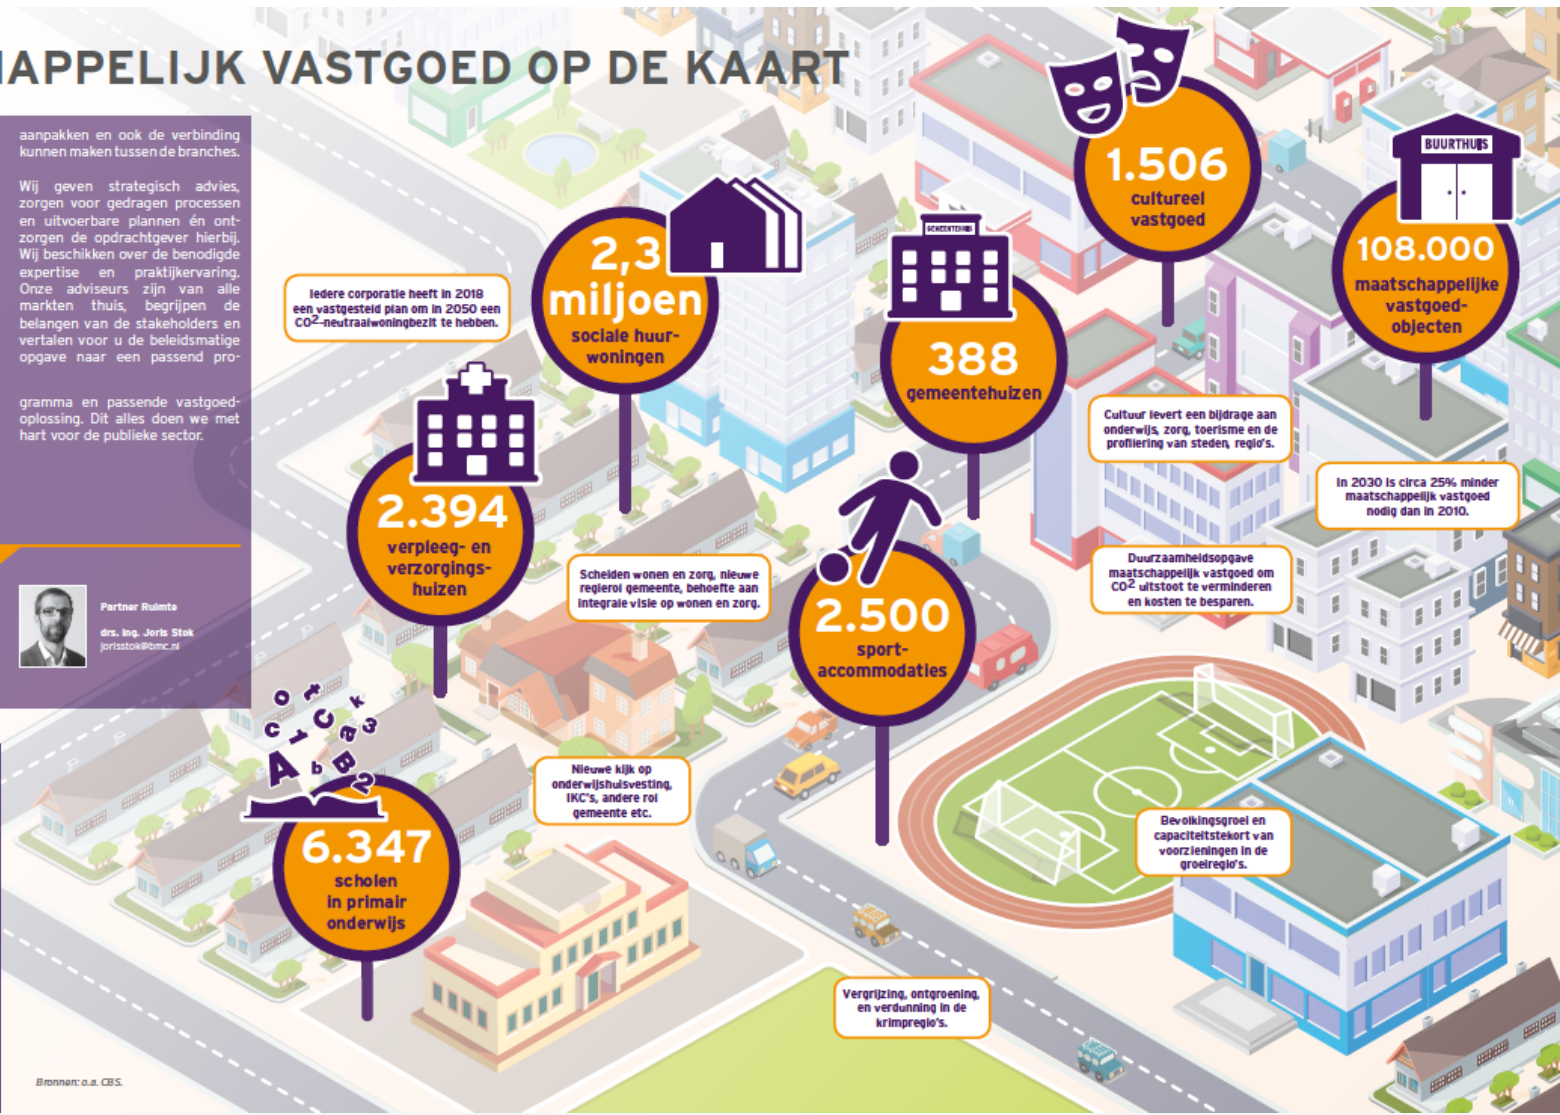 HAPPELIJK VASTGOED OP DE KAART
aanpakken en ook de verbinding
kunnen maken tussen de branches.
Wij geven strategisch advies,
zorgen voor gedragen processen
en uitvoerbare plannen én ont-
zorgen de opdrachtgever hierbij.
Wij beschikken over de benodigde
expertise en praktijkervaring.
Onze adviseurs zijn van alle
markten thuis, begrijpen de
belangen van de stakeholders en
vertalen voor u de beleidsmatige
opgave naar een passend pro-
gramma en passende vastgoed-
oplossing. Dit alles doen we met
hart voor de publieke sector.
Partner Ruimte
drs. ing. Joris Stok
jorisstok@bmc.nl
Iedere corporatie heeft in 2018
een vastgesteld plan om in 2050 een
CO²-neutraalwoningbezit te hebben.
2,3
miljoen
sociale huur-
woningen
GEMEENTEHUIS
388
gemeentehuizen
1.506
cultureel
vastgoed
BUURTHUIS
108.000
maatschappelijke
vastgoed-
objecten
Cultuur levert een bijdrage aan
onderwijs, zorg, toerisme en de
profilering van steden, regio's.
In 2030 is circa 25% minder
maatschappelijk vastgoed
nodig dan in 2010.
2.394
verpleeg- en
verzorgings-
huizen
Scheiden wonen en zorg, nieuwe
regierol gemeente, behoefte aan
integrale visie op wonen en zorg.
2.500
sport-
accommodaties
Duurzaamheidsopgave
maatschappelijk vastgoed om
CO² uitstoot te verminderen
en kosten te besparen.
Nieuwe kijk op
onderwijshuisvesting,
IKC's, andere rol
gemeente etc.
6.347
scholen
in primair
onderwijs
Bevolkingsgroei en
capaciteitstekort van
voorzieningen in de
groeiregio's.
Vergrijzing, ontgroening,
en verdunning in de
krimpregio's.
Bronnen: o.a. CBS.